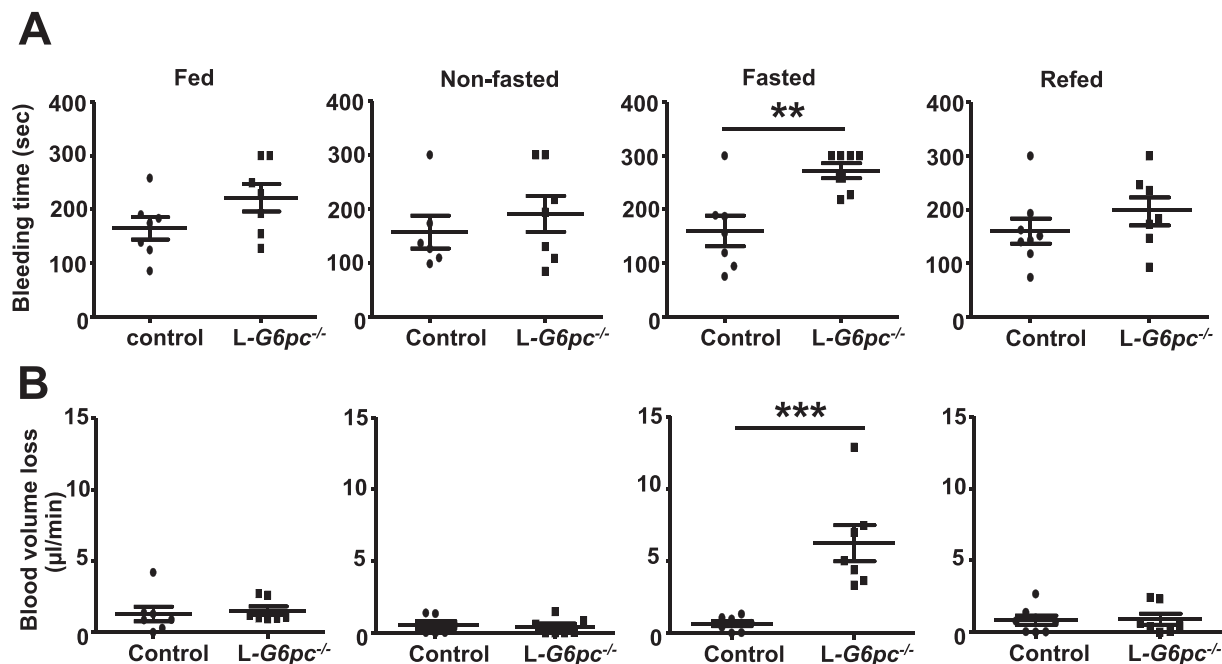 A
Fed Non-fasted Fasted Refed
Bleeding time (sec)
400 400 400 400
**
300 300 300 300
200 200 200 200
100 100 100 100
0 0 0 0
control L-G6pc-/- Control L-G6pc-/- Control L-G6pc-/- Control L-G6pc-/-
B
Blood volume loss
(µl/min)
15 15 15 15
***
10 10 10 10
5 5 5 5
0 0 0 0
Control L-G6pc-/- Control L-G6pc-/- Control L-G6pc-/- Control L-G6pc-/-